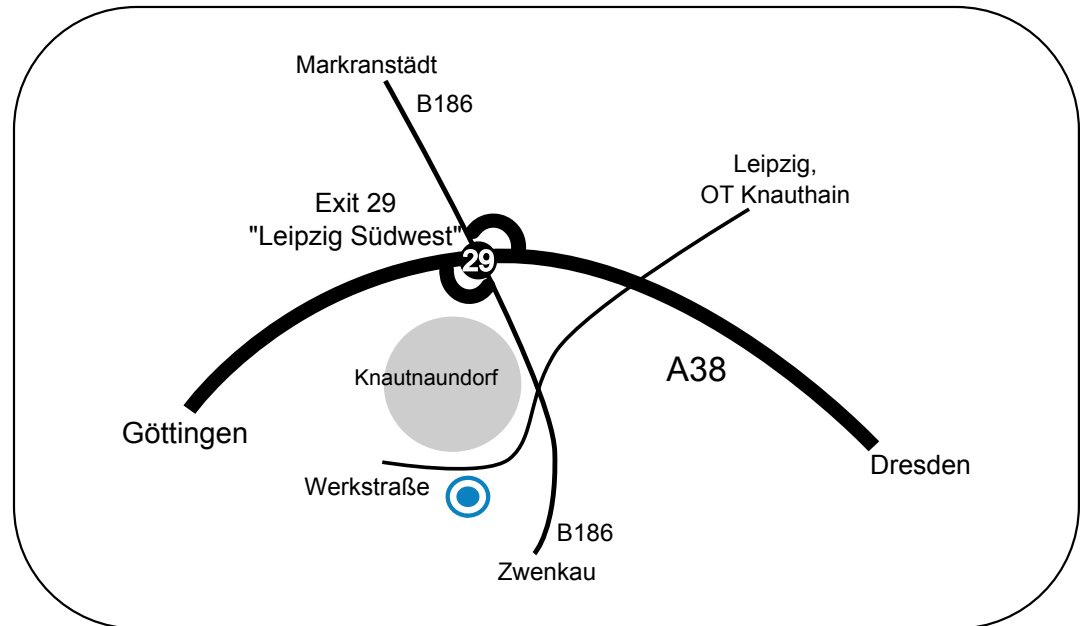 Markranstädt
B186
Leipzig,
OT Knauthain
Exit 29
"Leipzig Südwest"
29
Knautnaundorf
A38
Göttingen
Dresden
Werkstraße
B186
Zwenkau